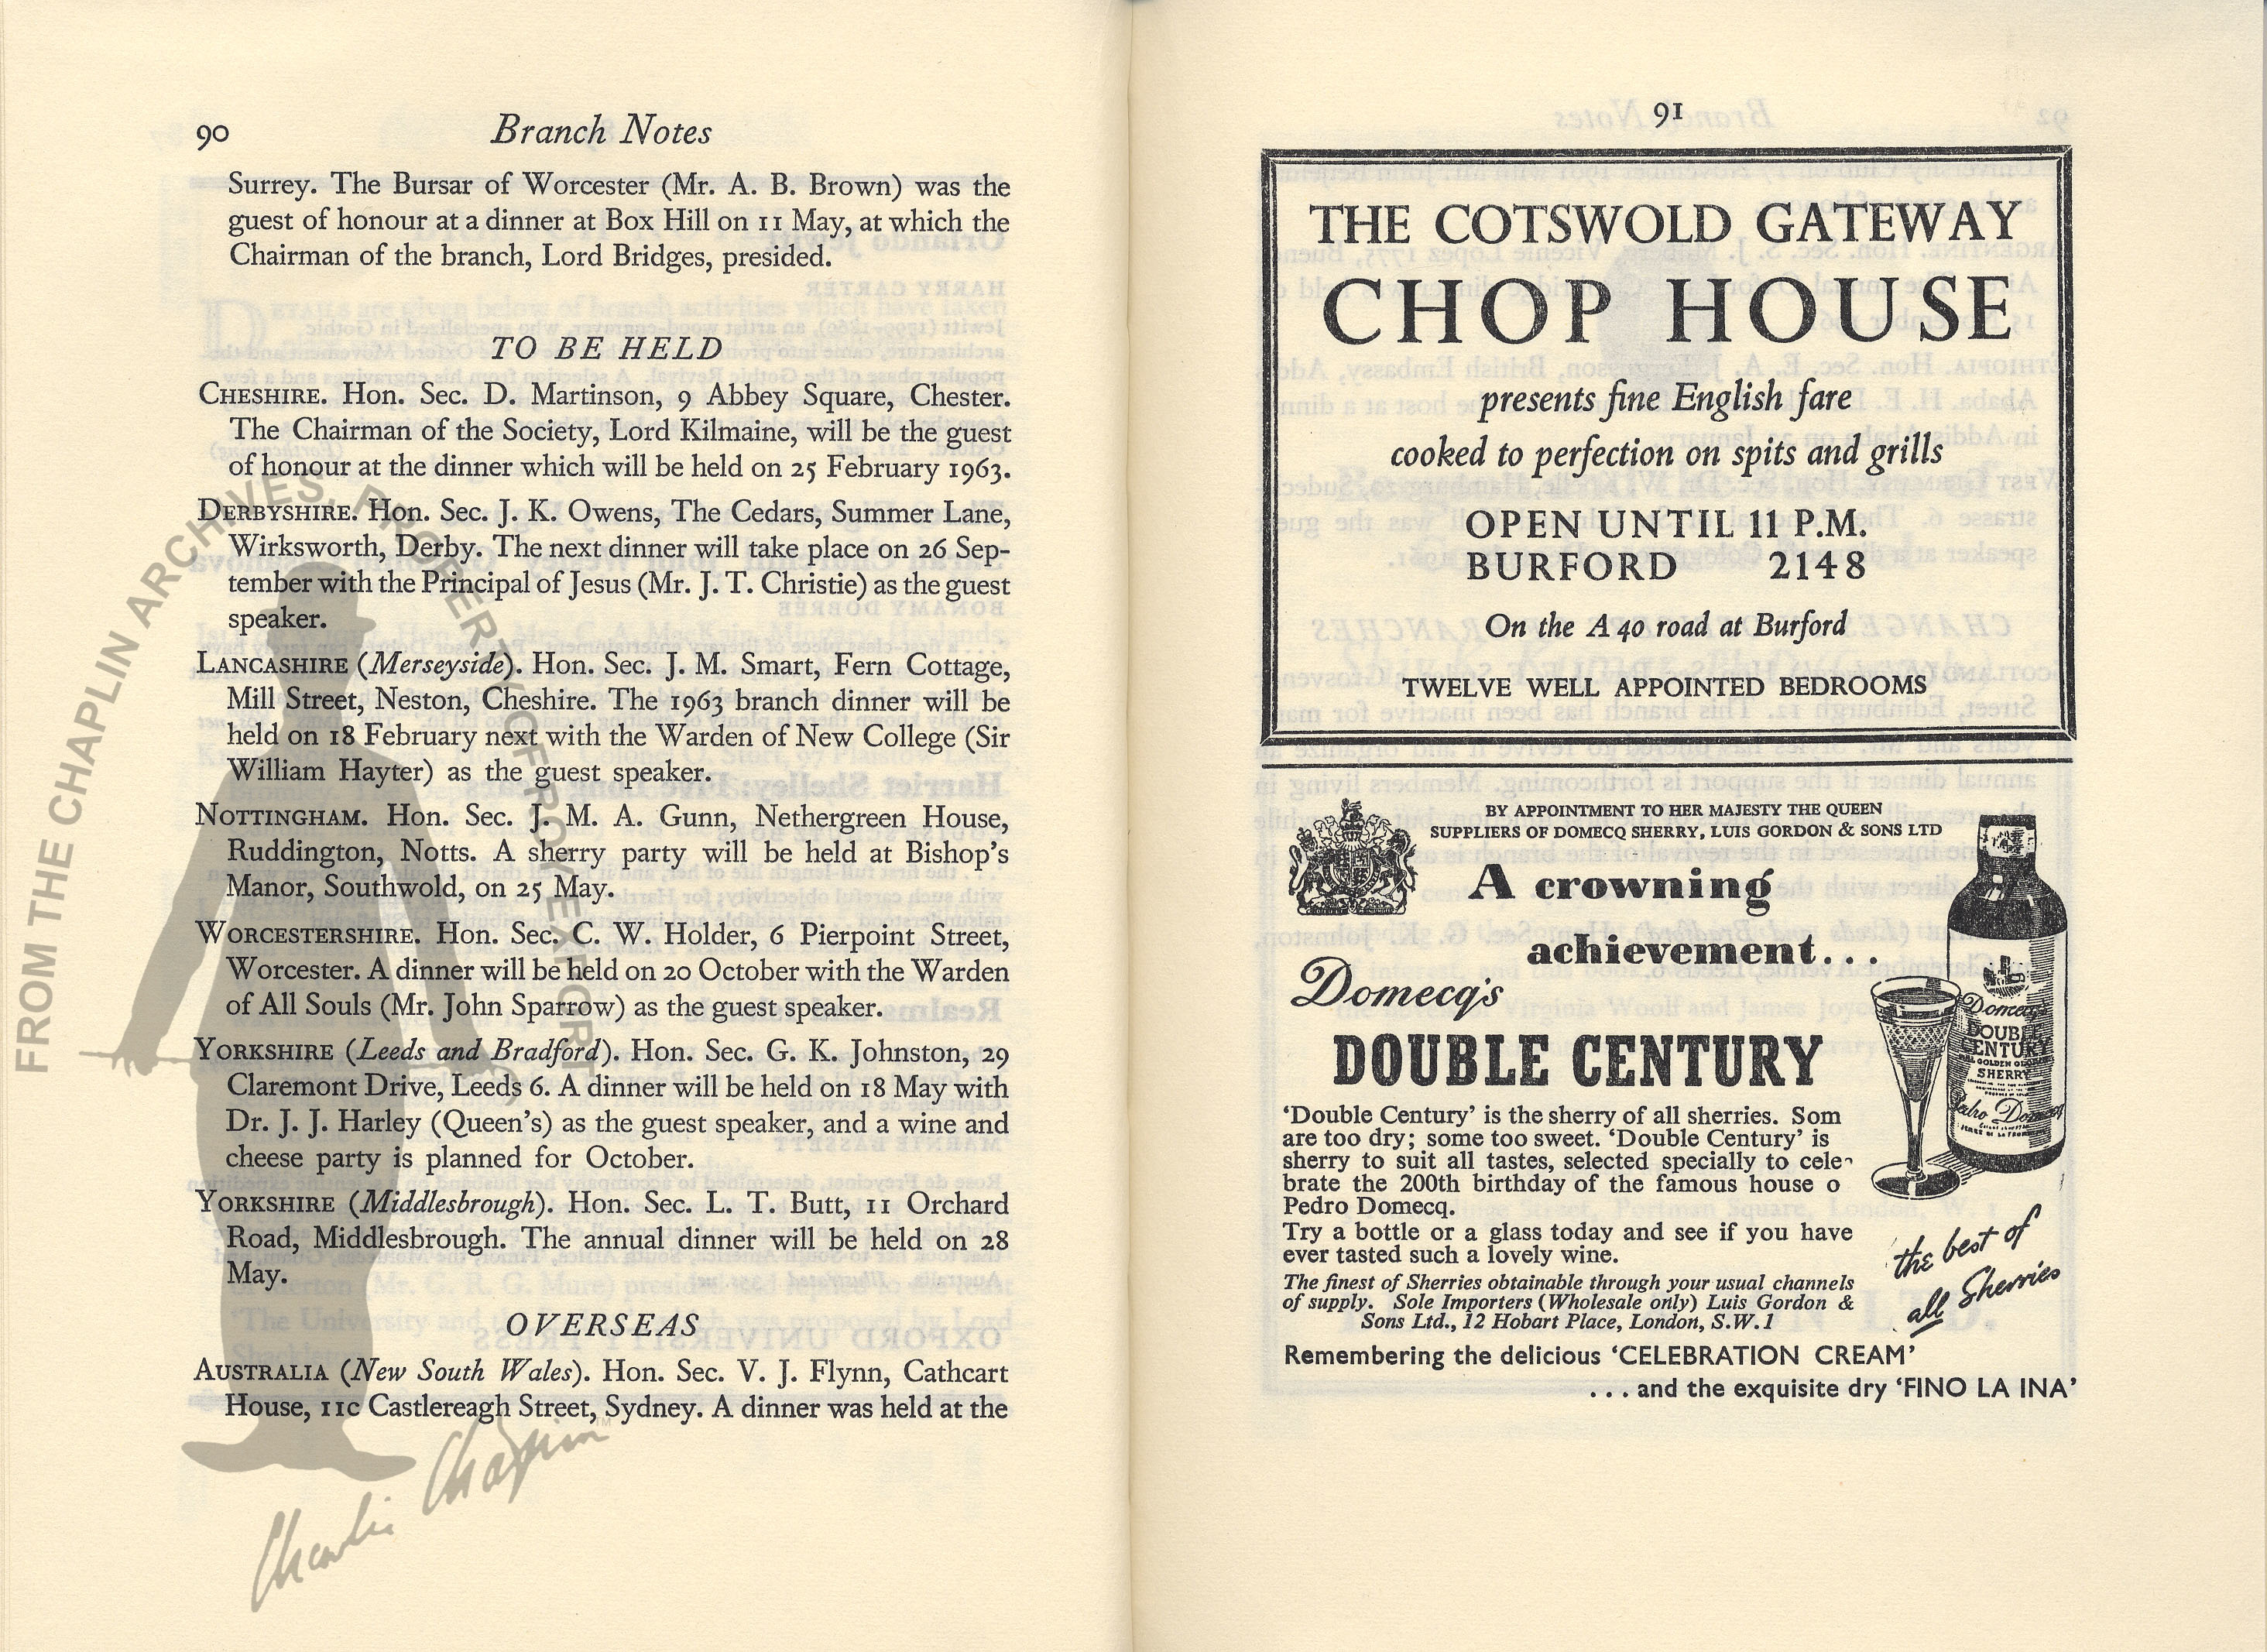 90
Branch Notes
Surrey. The Bursar of Worcester (Mr. A. B. Brown) was the
guest of honour at a dinner at Box Hill on 11 May, at which the
Chairman of the branch, Lord Bridges, presided.
TO BE HELD
CHESHIRE. Hon. Sec. D. Martinson, 9 Abbey Square, Chester.
The Chairman of the Society, Lord Kilmaine, will be the guest
of honour at the dinner which will be held on 25 February 1963.
DERBYSHIRE. Hon. Sec. J. K. Owens, The Cedars, Summer Lane,
Wirksworth, Derby. The next dinner will take place on 26 Sep-
tember with the Principal of Jesus (Mr. J. T. Christie) as the guest
speaker.
LANCASHIRE (Merseyside). Hon. Sec. J. M. Smart, Fern Cottage,
Mill Street, Neston, Cheshire. The 1963 branch dinner will be
held on 18 February next with the Warden of New College (Sir
William Hayter) as the guest speaker.
NOTTINGHAM. Hon. Sec. J. M. A. Gunn, Nethergreen House,
Ruddington, Notts. A sherry party will be held at Bishop's
Manor, Southwold, on 25 May.
WORCESTERSHIRE. Hon. Sec. C. W. Holder, 6 Pierpoint Street,
Worcester. A dinner will be held on 20 October with the Warden
of All Souls (Mr. John Sparrow) as the guest speaker.
YORKSHIRE (Leeds and Bradford). Hon. Sec. G. K. Johnston, 29
Claremont Drive, Leeds 6. A dinner will be held on 18 May with
Dr. J. J. Harley (Queen's) as the guest speaker, and a wine and
cheese party is planned for October.
YORKSHIRE (Middlesbrough). Hon. Sec. L. T. Butt, 11 Orchard
Road, Middlesbrough. The annual dinner will be held on 28
May.
OVERSEAS
AUSTRALIA (New South Wales). Hon. Sec. V. J. Flynn, Cathcart
House, 11C Castlereagh Street, Sydney. A dinner was held at the
FROM THE CHAPLIN ARCHIVES, PROPERTY OF ROY EXPORT
Charlie Chaplin
91
THE COTSWOLD GATEWAY
CHOP HOUSE
presents fine English fare
cooked to perfection on spits and grills
OPEN UNTIL 11 P.M.
BURFORD 2148
On the A 40 road at Burford
TWELVE WELL APPOINTED BEDROOMS
BY APPOINTMENT TO HER MAJESTY THE QUEEN
SUPPLIERS OF DOMECQ SHERRY, LUIS GORDON & SONS LTD
A crowning
achievement...
Domecq's
DOUBLE CENTURY
Domecq's
DOUBLE
CENTURY
SHERRY
Pedro Domecq
'Double Century' is the sherry of all sherries. Som
are too dry; some too sweet. 'Double Century' is
sherry to suit all tastes, selected specially to cele-
brate the 200th birthday of the famous house o
Pedro Domecq.
Try a bottle or a glass today and see if you have
ever tasted such a lovely wine.
The finest of Sherries obtainable through your usual channels
of supply. Sole Importers (Wholesale only) Luis Gordon &
Sons Ltd., 12 Hobart Place, London, S.W.1
the best of
all Sherries
Remembering the delicious 'CELEBRATION CREAM'
... and the exquisite dry 'FINO LA INA'